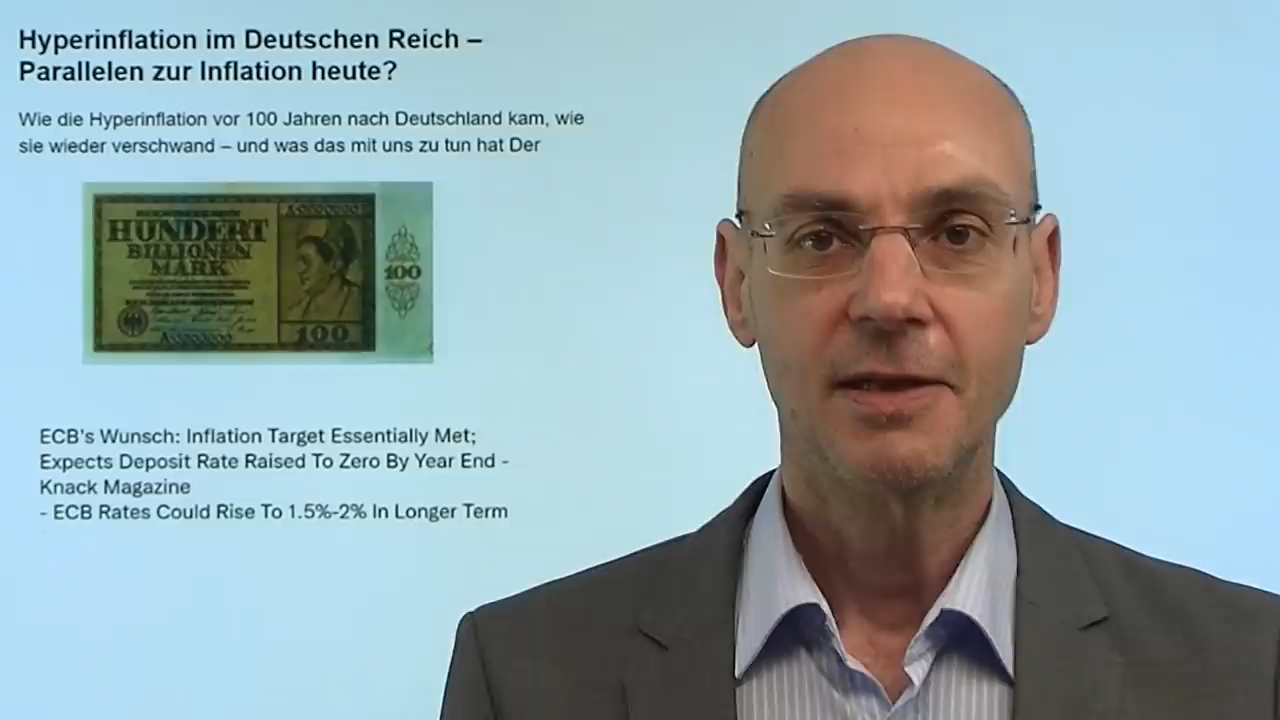 Hyperinflation im Deutschen Reich –
Parallelen zur Inflation heute?
Wie die Hyperinflation vor 100 Jahren nach Deutschland kam, wie
sie wieder verschwand – und was das mit uns zu tun hat Der
HUNDERT
BILLIONEN
MARK
100
100
ECB's Wunsch: Inflation Target Essentially Met;
Expects Deposit Rate Raised To Zero By Year End -
Knack Magazine
- ECB Rates Could Rise To 1.5%-2% In Longer Term